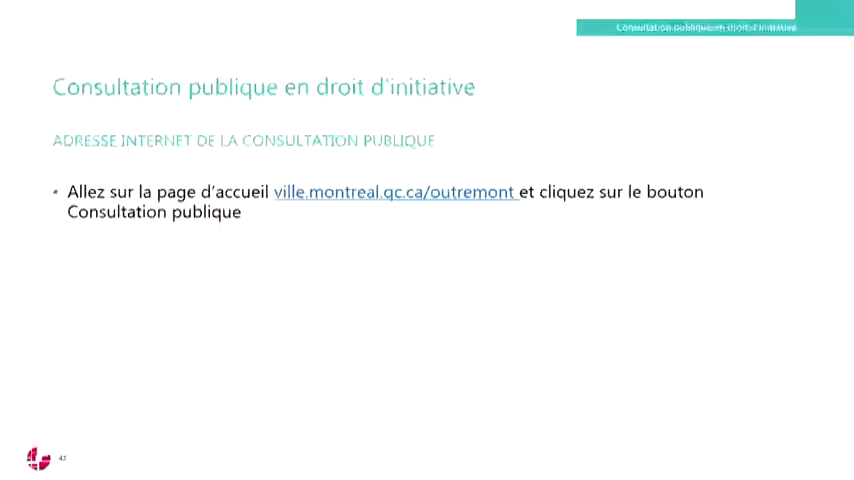 Consultation publique en droit d'initiative
Consultation publique en droit d'initiative
ADRESSE INTERNET DE LA CONSULTATION PUBLIQUE
• Allez sur la page d'accueil ville.montreal.qc.ca/outremont et cliquez sur le bouton
Consultation publique